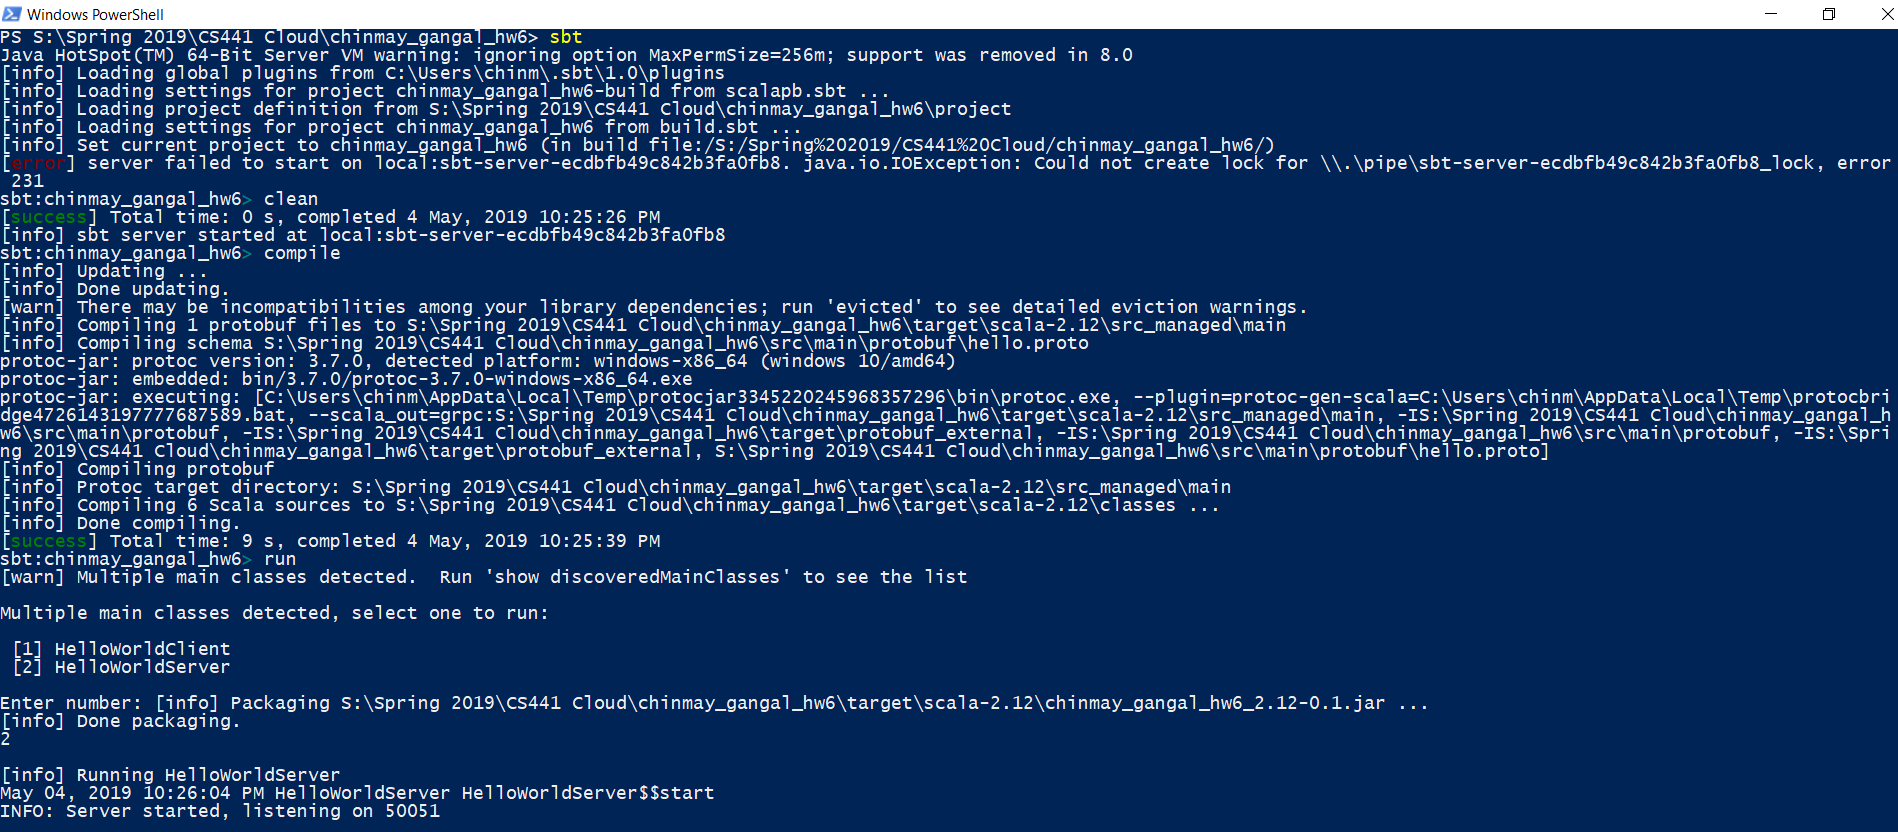 Windows PowerShell
PS S:\Spring 2019\CS441 Cloud\chinmay_gangal_hw6> sbt
Java HotSpot(TM) 64-Bit Server VM warning: ignoring option MaxPermSize=256m; support was removed in 8.0
[info] Loading global plugins from C:\Users\chinm\.sbt\1.0\plugins
[info] Loading settings for project chinmay_gangal_hw6-build from scalapb.sbt ...
[info] Loading project definition from S:\Spring 2019\CS441 Cloud\chinmay_gangal_hw6\project
[info] Loading settings for project chinmay_gangal_hw6 from build.sbt ...
[info] Set current project to chinmay_gangal_hw6 (in build file:/S:/Spring%202019/CS441%20Cloud/chinmay_gangal_hw6/)
[error] server failed to start on local:sbt-server-ecdbfb49c842b3fa0fb8. java.io.IOException: Could not create lock for \\.\pipe\sbt-server-ecdbfb49c842b3fa0fb8_lock, error
 231
sbt:chinmay_gangal_hw6> clean
[success] Total time: 0 s, completed 4 May, 2019 10:25:26 PM
[info] sbt server started at local:sbt-server-ecdbfb49c842b3fa0fb8
sbt:chinmay_gangal_hw6> compile
[info] Updating ...
[info] Done updating.
[warn] There may be incompatibilities among your library dependencies; run 'evicted' to see detailed eviction warnings.
[info] Compiling 1 protobuf files to S:\Spring 2019\CS441 Cloud\chinmay_gangal_hw6\target\scala-2.12\src_managed\main
[info] Compiling schema S:\Spring 2019\CS441 Cloud\chinmay_gangal_hw6\src\main\protobuf\hello.proto
protoc-jar: protoc version: 3.7.0, detected platform: windows-x86_64 (windows 10/amd64)
protoc-jar: embedded: bin/3.7.0/protoc-3.7.0-windows-x86_64.exe
protoc-jar: executing: [C:\Users\chinm\AppData\Local\Temp\protocjar3345220245968357296\bin\protoc.exe, --plugin=protoc-gen-scala=C:\Users\chinm\AppData\Local\Temp\protocbri
dge4726143197777687589.bat, --scala_out=grpc:S:\Spring 2019\CS441 Cloud\chinmay_gangal_hw6\target\scala-2.12\src_managed\main, -IS:\Spring 2019\CS441 Cloud\chinmay_gangal_h
w6\src\main\protobuf, -IS:\Spring 2019\CS441 Cloud\chinmay_gangal_hw6\target\protobuf_external, -IS:\Spring 2019\CS441 Cloud\chinmay_gangal_hw6\src\main\protobuf, -IS:\Spri
ng 2019\CS441 Cloud\chinmay_gangal_hw6\target\protobuf_external, S:\Spring 2019\CS441 Cloud\chinmay_gangal_hw6\src\main\protobuf\hello.proto]
[info] Compiling protobuf
[info] Protoc target directory: S:\Spring 2019\CS441 Cloud\chinmay_gangal_hw6\target\scala-2.12\src_managed\main
[info] Compiling 6 Scala sources to S:\Spring 2019\CS441 Cloud\chinmay_gangal_hw6\target\scala-2.12\classes ...
[info] Done compiling.
[success] Total time: 9 s, completed 4 May, 2019 10:25:39 PM
sbt:chinmay_gangal_hw6> run
[warn] Multiple main classes detected.  Run 'show discoveredMainClasses' to see the list
Multiple main classes detected, select one to run:
 [1] HelloWorldClient
 [2] HelloWorldServer
Enter number: [info] Packaging S:\Spring 2019\CS441 Cloud\chinmay_gangal_hw6\target\scala-2.12\chinmay_gangal_hw6_2.12-0.1.jar ...
[info] Done packaging.
2
[info] Running HelloWorldServer
May 04, 2019 10:26:04 PM HelloWorldServer HelloWorldServer$$start
INFO: Server started, listening on 50051